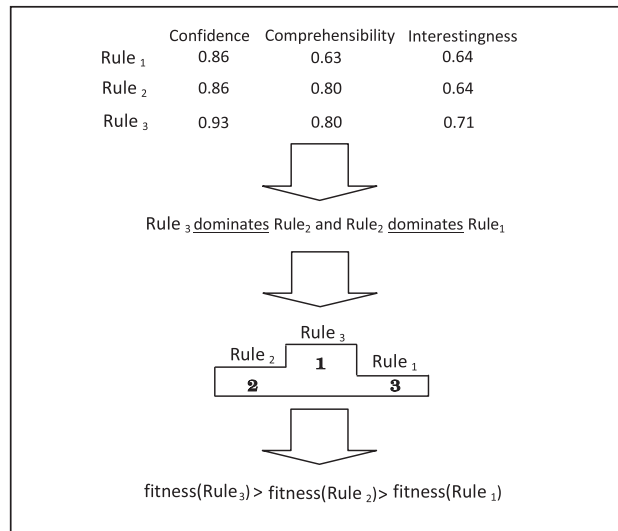 Confidence Comprehensibility Interestingness
Rule 1 0.86 0.63 0.64
Rule 2 0.86 0.80 0.64
Rule 3 0.93 0.80 0.71
Rule 3 dominates Rule2 and Rule2 dominates Rule1
Rule 3
Rule 2 1 Rule 1
2 3
fitness(Rule3) > fitness(Rule 2)> fitness(Rule 1)